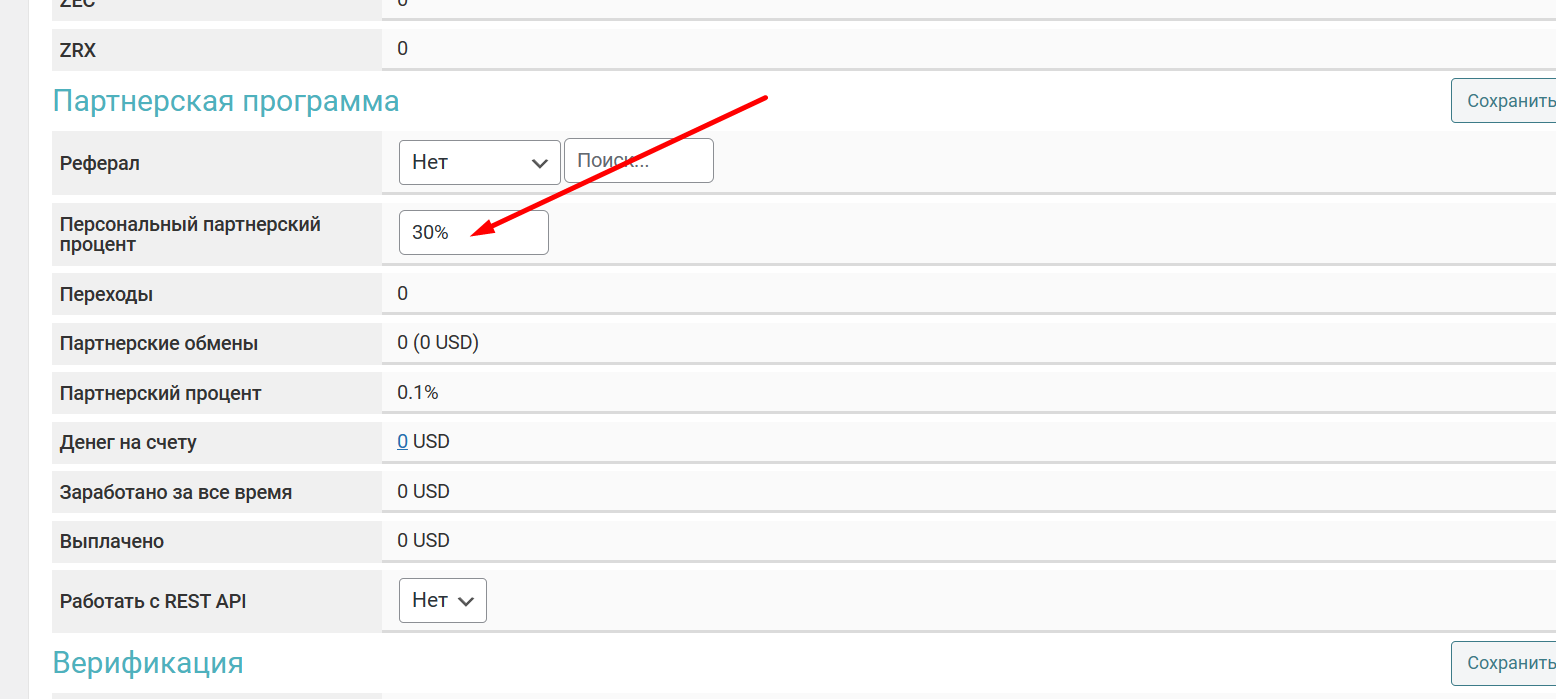 ZEC 0
ZRX 0
Партнерская программа Сохранить
Реферал Нет Поиск...
Персональный партнерский
процент 30%
Переходы 0
Партнерские обмены 0 (0 USD)
Партнерский процент 0.1%
Денег на счету 0 USD
Заработано за все время 0 USD
Выплачено 0 USD
Работать с REST API Нет
Верификация Сохранить